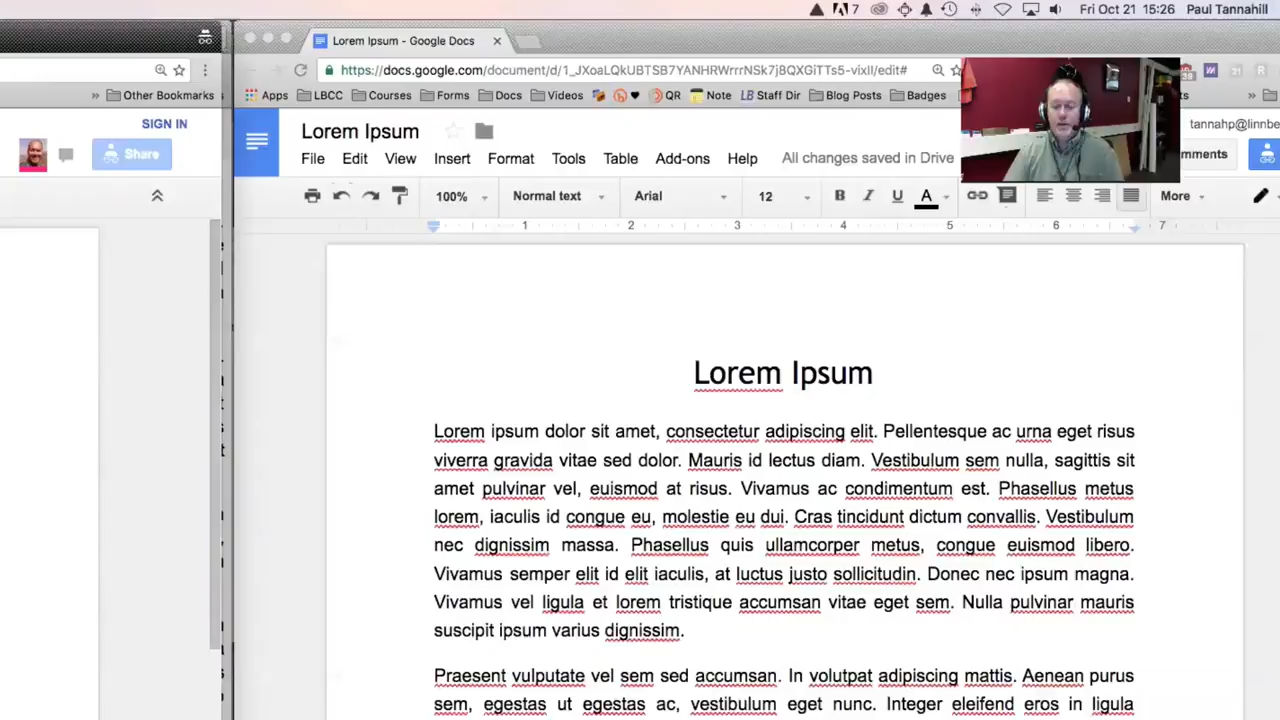 7 Fri Oct 21 15:26 Paul Tannahill
Lorem Ipsum - Google Docs
https://docs.google.com/document/d/1_JXoaLQkUBTSB7YANHRWrrrNSk7j8QXGiTTs5-vixlI/edit#
» Other Bookmarks
Apps LBCC Courses Forms Docs Videos QR Note LB Staff Dir Blog Posts Badges ts »
SIGN IN
Share
Lorem Ipsum
tannahp@linnbe
File Edit View Insert Format Tools Table Add-ons Help All changes saved in Drive
mments
100% Normal text Arial 12 B I U A More
1 2 3 4 5 6 7
Lorem Ipsum
Lorem ipsum dolor sit amet, consectetur adipiscing elit. Pellentesque ac urna eget risus
viverra gravida vitae sed dolor. Mauris id lectus diam. Vestibulum sem nulla, sagittis sit
amet pulvinar vel, euismod at risus. Vivamus ac condimentum est. Phasellus metus
lorem, iaculis id congue eu, molestie eu dui. Cras tincidunt dictum convallis. Vestibulum
nec dignissim massa. Phasellus quis ullamcorper metus, congue euismod libero.
Vivamus semper elit id elit iaculis, at luctus justo sollicitudin. Donec nec ipsum magna.
Vivamus vel ligula et lorem tristique accumsan vitae eget sem. Nulla pulvinar mauris
suscipit ipsum varius dignissim.
Praesent vulputate vel sem sed accumsan. In volutpat adipiscing mattis. Aenean purus
sem, egestas ut egestas ac, vestibulum eget nunc. Integer eleifend eros in ligula